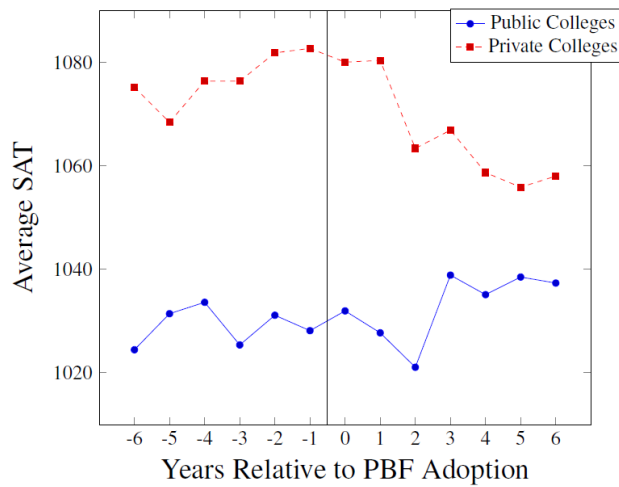 Public Colleges
Private Colleges
1080
1060
1040
1020
Average SAT
-6 -5 -4 -3 -2 -1 0 1 2 3 4 5 6
Years Relative to PBF Adoption